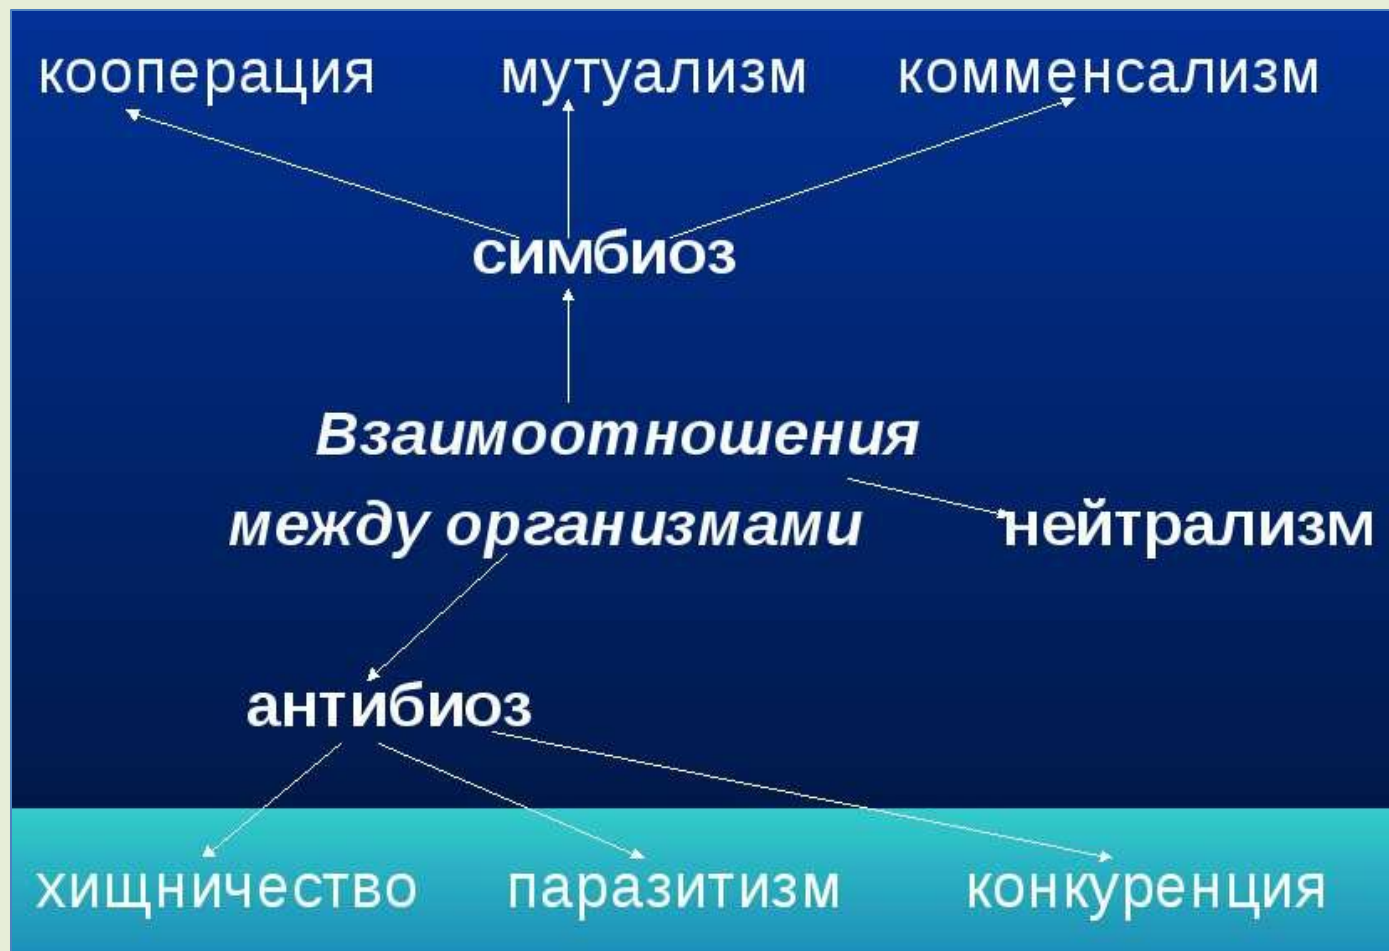 кооперация мутуализм комменсализм
симбиоз
Взаимоотношения
между организмами нейтрализм
антибиоз
хищничество паразитизм конкуренция